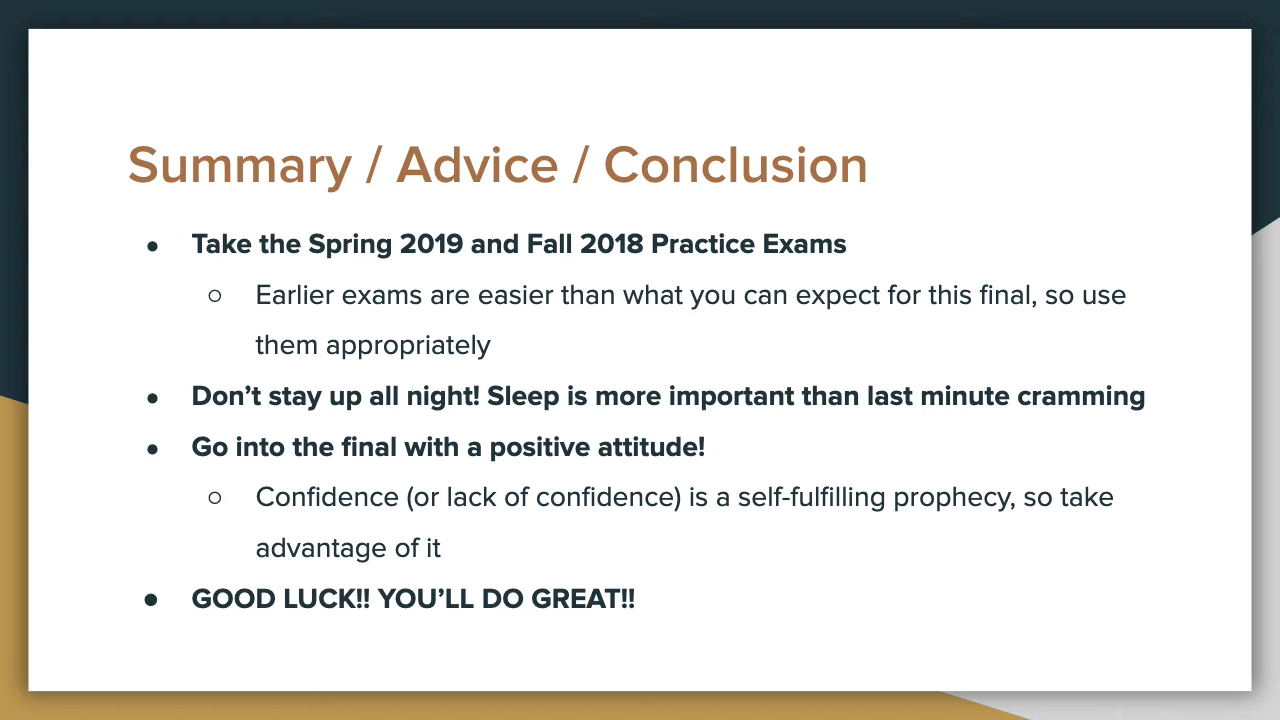 Summary / Advice / Conclusion
● Take the Spring 2019 and Fall 2018 Practice Exams
○ Earlier exams are easier than what you can expect for this final, so use
them appropriately
● Don’t stay up all night! Sleep is more important than last minute cramming
● Go into the final with a positive attitude!
○ Confidence (or lack of confidence) is a self-fulfilling prophecy, so take
advantage of it
● GOOD LUCK!! YOU’LL DO GREAT!!